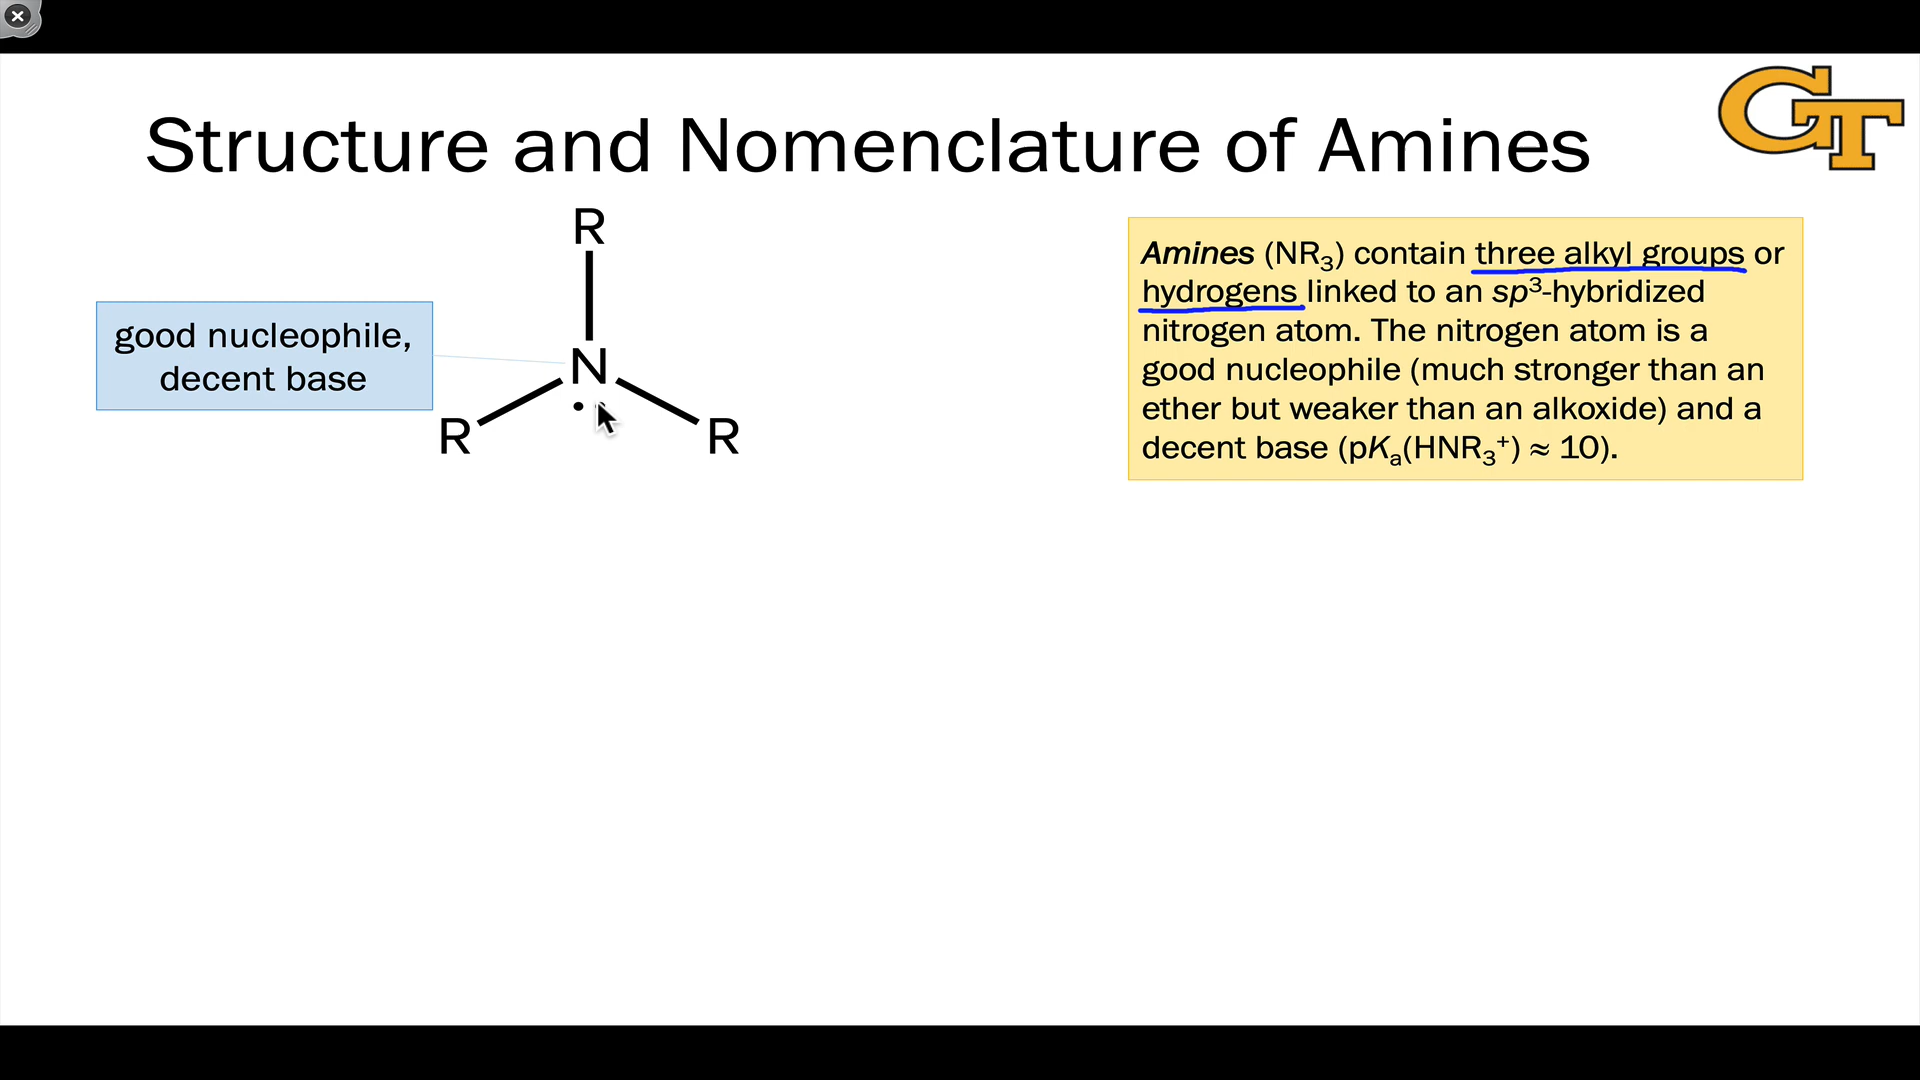 GT
Structure and Nomenclature of Amines
R
good nucleophile,
decent base
N
R
R
Amines (NR₃) contain three alkyl groups or
hydrogens linked to an sp³-hybridized
nitrogen atom. The nitrogen atom is a
good nucleophile (much stronger than an
ether but weaker than an alkoxide) and a
decent base (pKₐ(HNR₃⁺) ≈ 10).